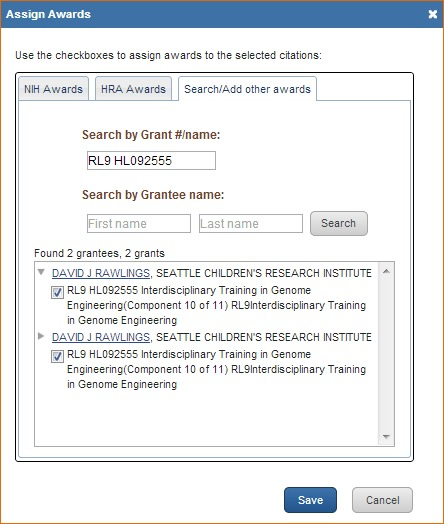 Assign Awards
Use the checkboxes to assign awards to the selected citations:
NIH Awards HRA Awards Search/Add other awards
Search by Grant #/name:
RL9 HL092555
Search by Grantee name:
First name Last name Search
Found 2 grantees, 2 grants
DAVID J RAWLINGS, SEATTLE CHILDREN'S RESEARCH INSTITUTE
RL9 HL092555 Interdisciplinary Training in Genome
Engineering(Component 10 of 11) RL9Interdisciplinary Training
in Genome Engineering
DAVID J RAWLINGS, SEATTLE CHILDREN'S RESEARCH INSTITUTE
RL9 HL092555 Interdisciplinary Training in Genome
Engineering(Component 10 of 11) RL9Interdisciplinary Training
in Genome Engineering
Save Cancel